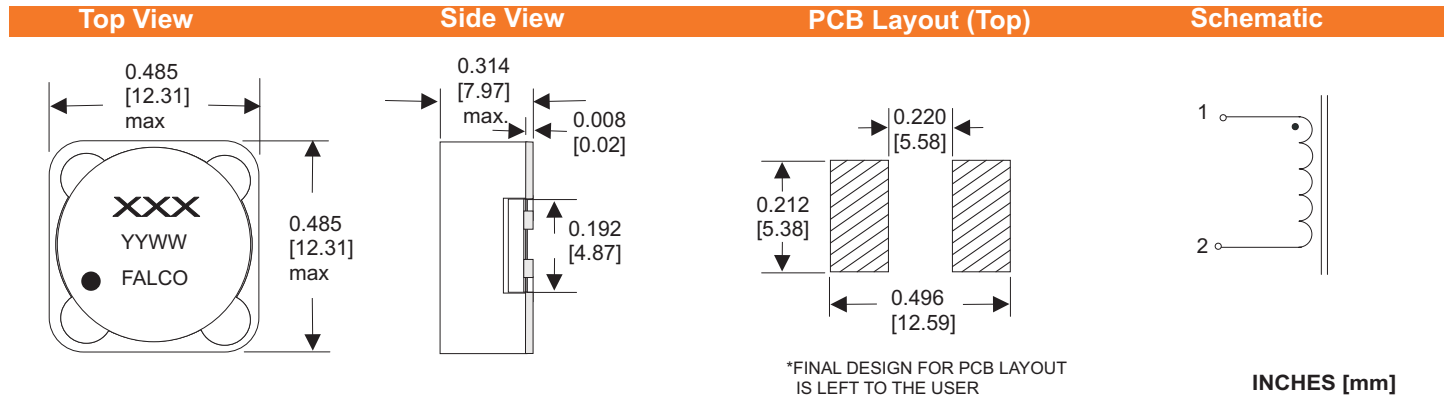 Top View
Side View
PCB Layout (Top)
Schematic
0.485
[12.31]
max
XXX
YYWW
FALCO
0.485
[12.31]
max
0.314
[7.97]
max.
0.008
[0.02]
0.192
[4.87]
0.220
[5.58]
0.212
[5.38]
0.496
[12.59]
*FINAL DESIGN FOR PCB LAYOUT
IS LEFT TO THE USER
1
2
INCHES [mm]